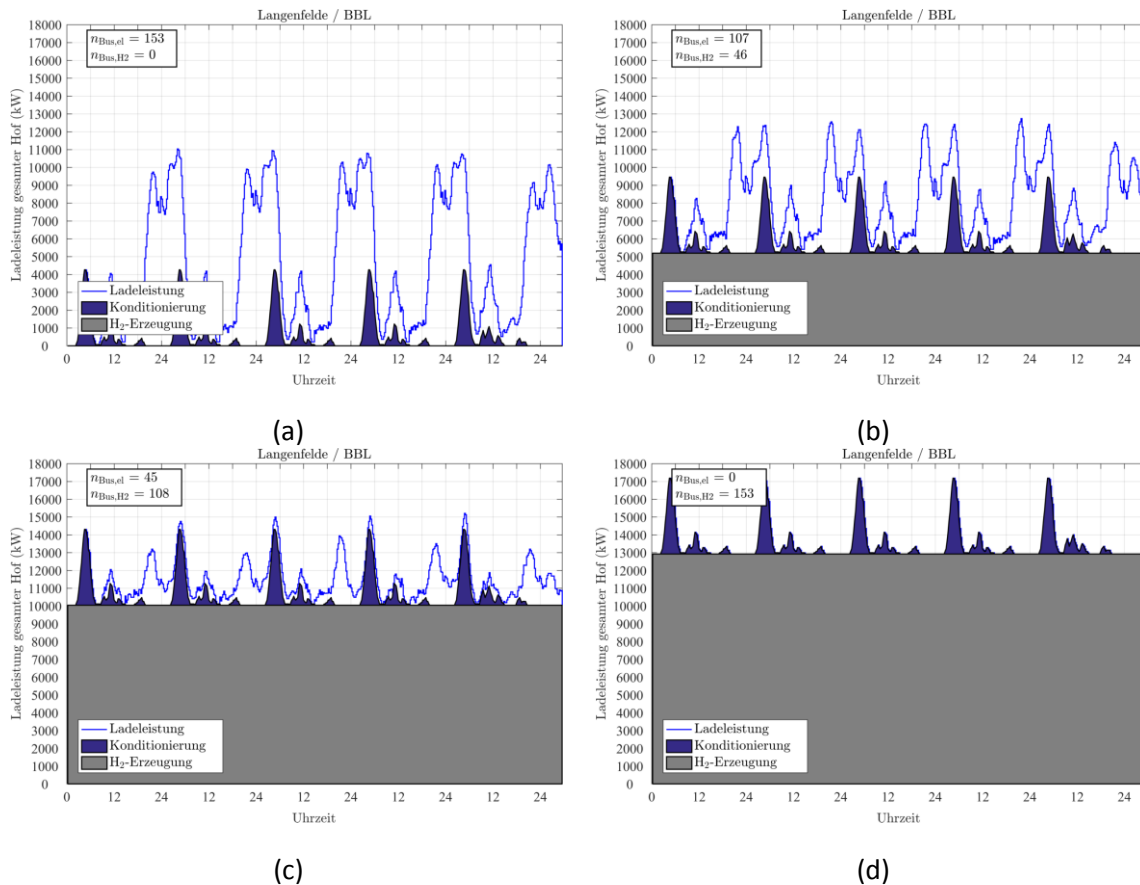 Langenfelde / BBL
n_Bus,el = 153
n_Bus,H2 = 0
18000
17000
16000
15000
14000
13000
12000
11000
10000
9000
8000
7000
6000
5000
4000
3000
2000
1000
0
Ladeleistung gesamter Hof (kW)
Ladeleistung
Konditionierung
H₂-Erzeugung
0 12 24 12 24 12 24 12 24 12 24
Uhrzeit
(a)
Langenfelde / BBL
n_Bus,el = 107
n_Bus,H2 = 46
18000
17000
16000
15000
14000
13000
12000
11000
10000
9000
8000
7000
6000
5000
4000
3000
2000
1000
0
Ladeleistung gesamter Hof (kW)
Ladeleistung
Konditionierung
H₂-Erzeugung
0 12 24 12 24 12 24 12 24 12 24
Uhrzeit
(b)
Langenfelde / BBL
n_Bus,el = 45
n_Bus,H2 = 108
18000
17000
16000
15000
14000
13000
12000
11000
10000
9000
8000
7000
6000
5000
4000
3000
2000
1000
0
Ladeleistung gesamter Hof (kW)
Ladeleistung
Konditionierung
H₂-Erzeugung
0 12 24 12 24 12 24 12 24 12 24
Uhrzeit
(c)
Langenfelde / BBL
n_Bus,el = 0
n_Bus,H2 = 153
18000
17000
16000
15000
14000
13000
12000
11000
10000
9000
8000
7000
6000
5000
4000
3000
2000
1000
0
Ladeleistung gesamter Hof (kW)
Ladeleistung
Konditionierung
H₂-Erzeugung
0 12 24 12 24 12 24 12 24 12 24
Uhrzeit
(d)